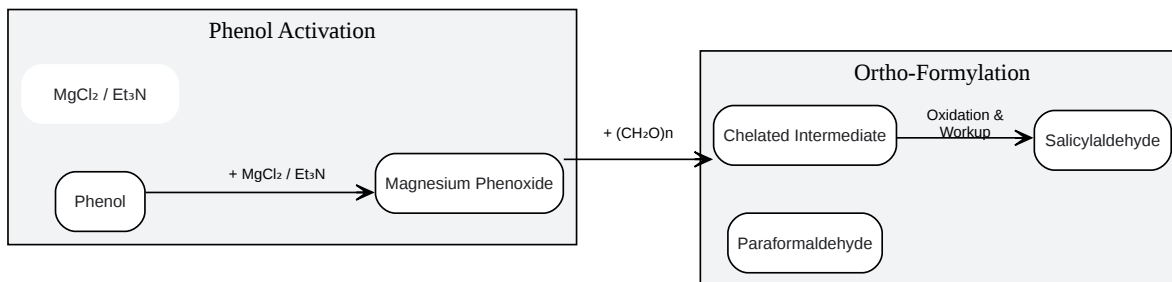 Phenol Activation
MgCl₂ / Et₃N
Phenol
+ MgCl₂ / Et₃N
Magnesium Phenoxide
+ (CH₂O)n
Ortho-Formylation
Chelated Intermediate
Oxidation &
Workup
Salicylaldehyde
Paraformaldehyde